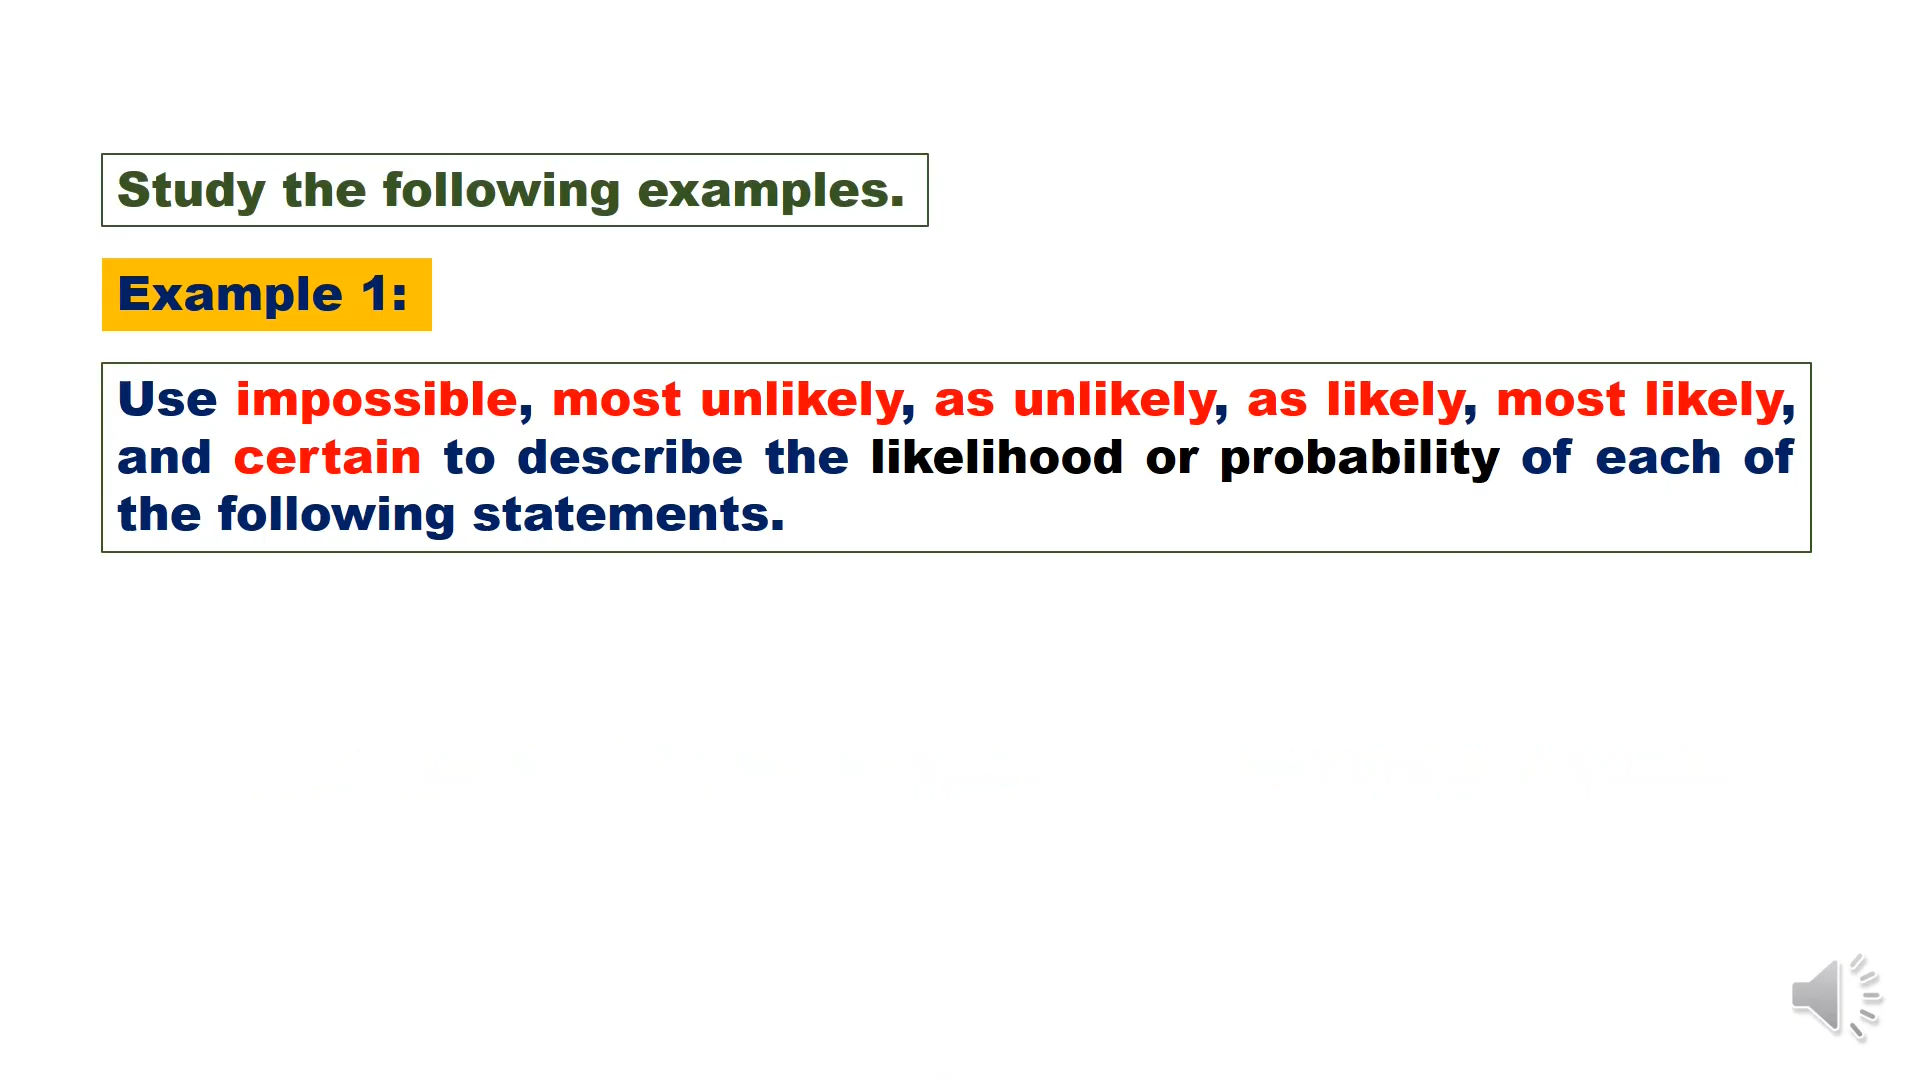 Study the following examples.
Example 1:
Use impossible, most unlikely, as unlikely, as likely, most likely,
and certain to describe the likelihood or probability of each of
the following statements.